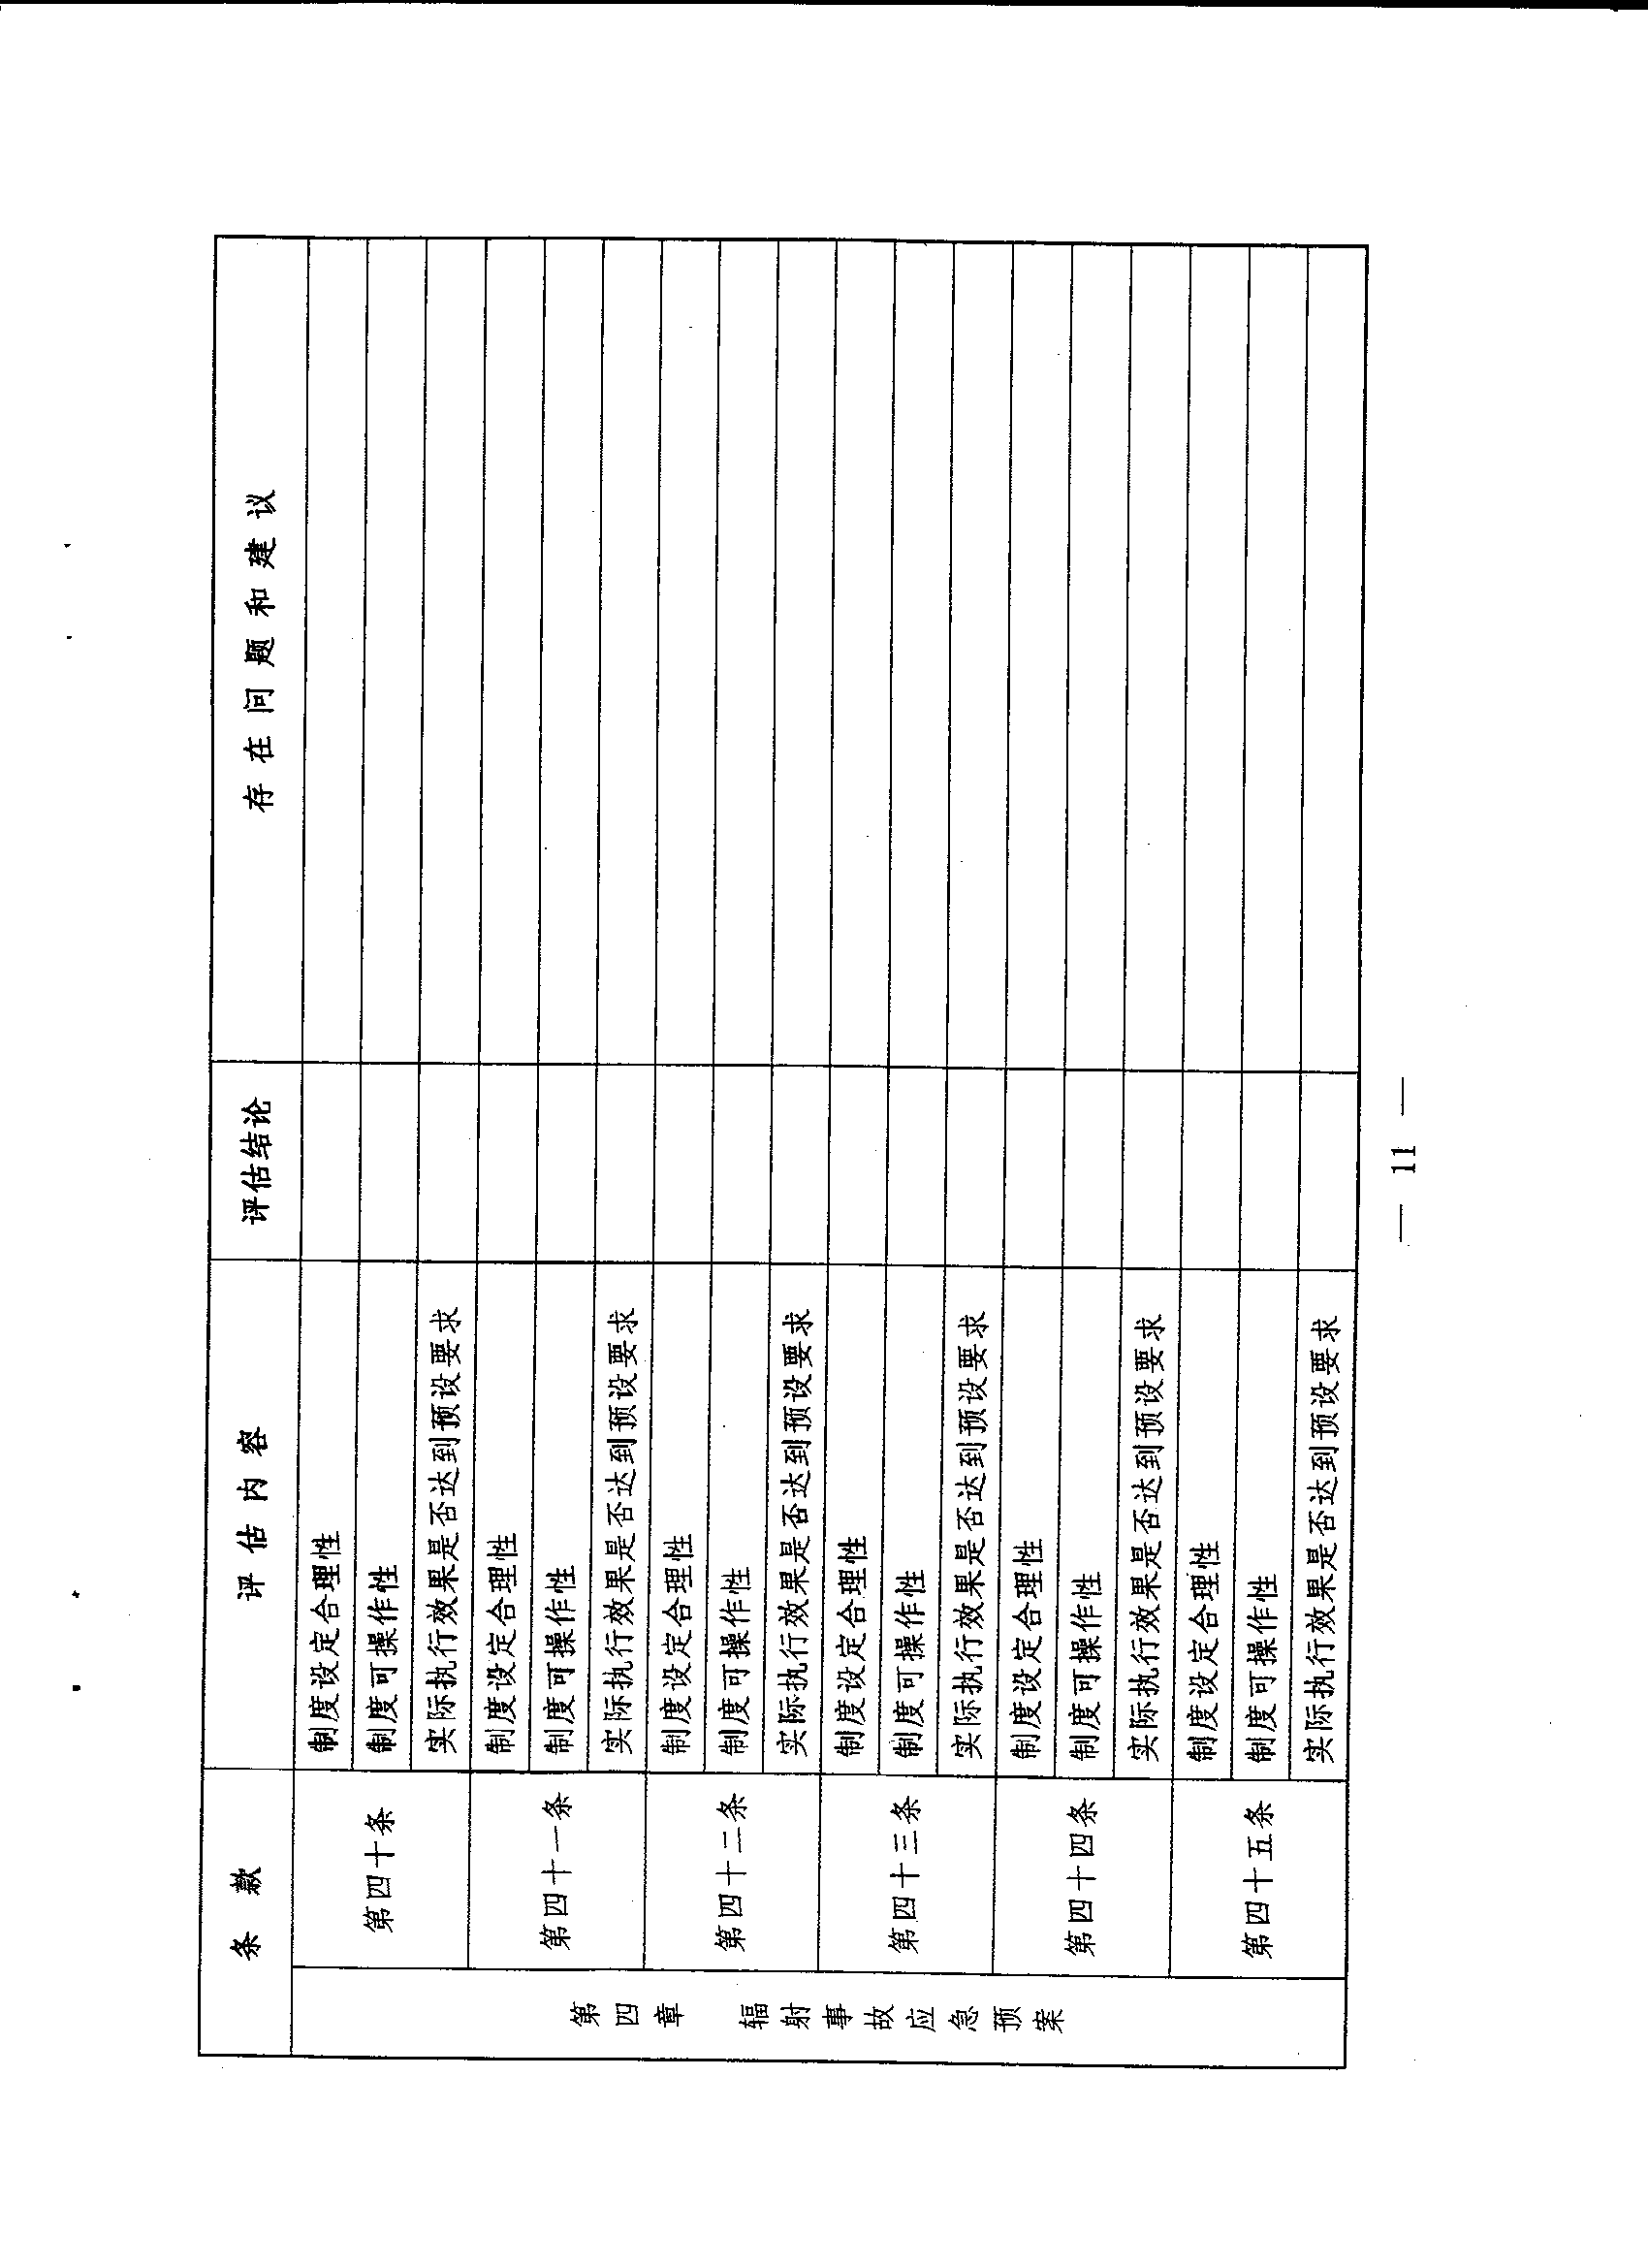 条 款 评 估 内 容 评估结论 存 在 问 题 和 建 议
第四章 辐射事故应急预案
第四十条
制度设定合理性
制度可操作性
实际执行效果是否达到预设要求
第四十一条
制度设定合理性
制度可操作性
实际执行效果是否达到预设要求
第四十二条
制度设定合理性
制度可操作性
实际执行效果是否达到预设要求
第四十三条
制度设定合理性
制度可操作性
实际执行效果是否达到预设要求
第四十四条
制度设定合理性
制度可操作性
实际执行效果是否达到预设要求
第四十五条
制度设定合理性
制度可操作性
实际执行效果是否达到预设要求
— 11 —